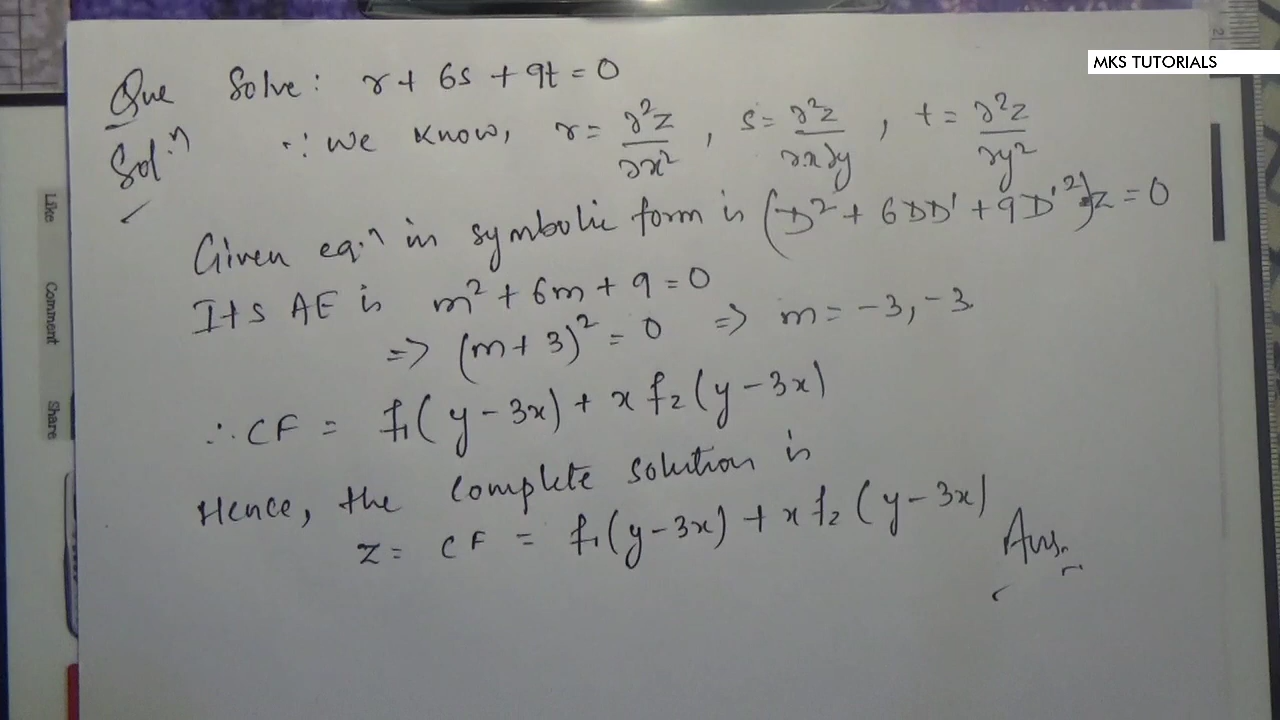 MKS TUTORIALS
Que Solve: r + 6s + 9t = 0
Sol.ⁿ ∵ we know, r = ∂²z/∂x² , s = ∂²z/∂x∂y , t = ∂²z/∂y²
Given eq.ⁿ in symbolic form is (D² + 6DD' + 9D'²)z = 0
Its AE is m² + 6m + 9 = 0
=> (m + 3)² = 0 => m = -3, -3
∴ CF = f₁(y - 3x) + x f₂(y - 3x)
Hence, the complete solution is
z = CF = f₁(y - 3x) + x f₂(y - 3x)
Ans.
Like
Comment
Share
2